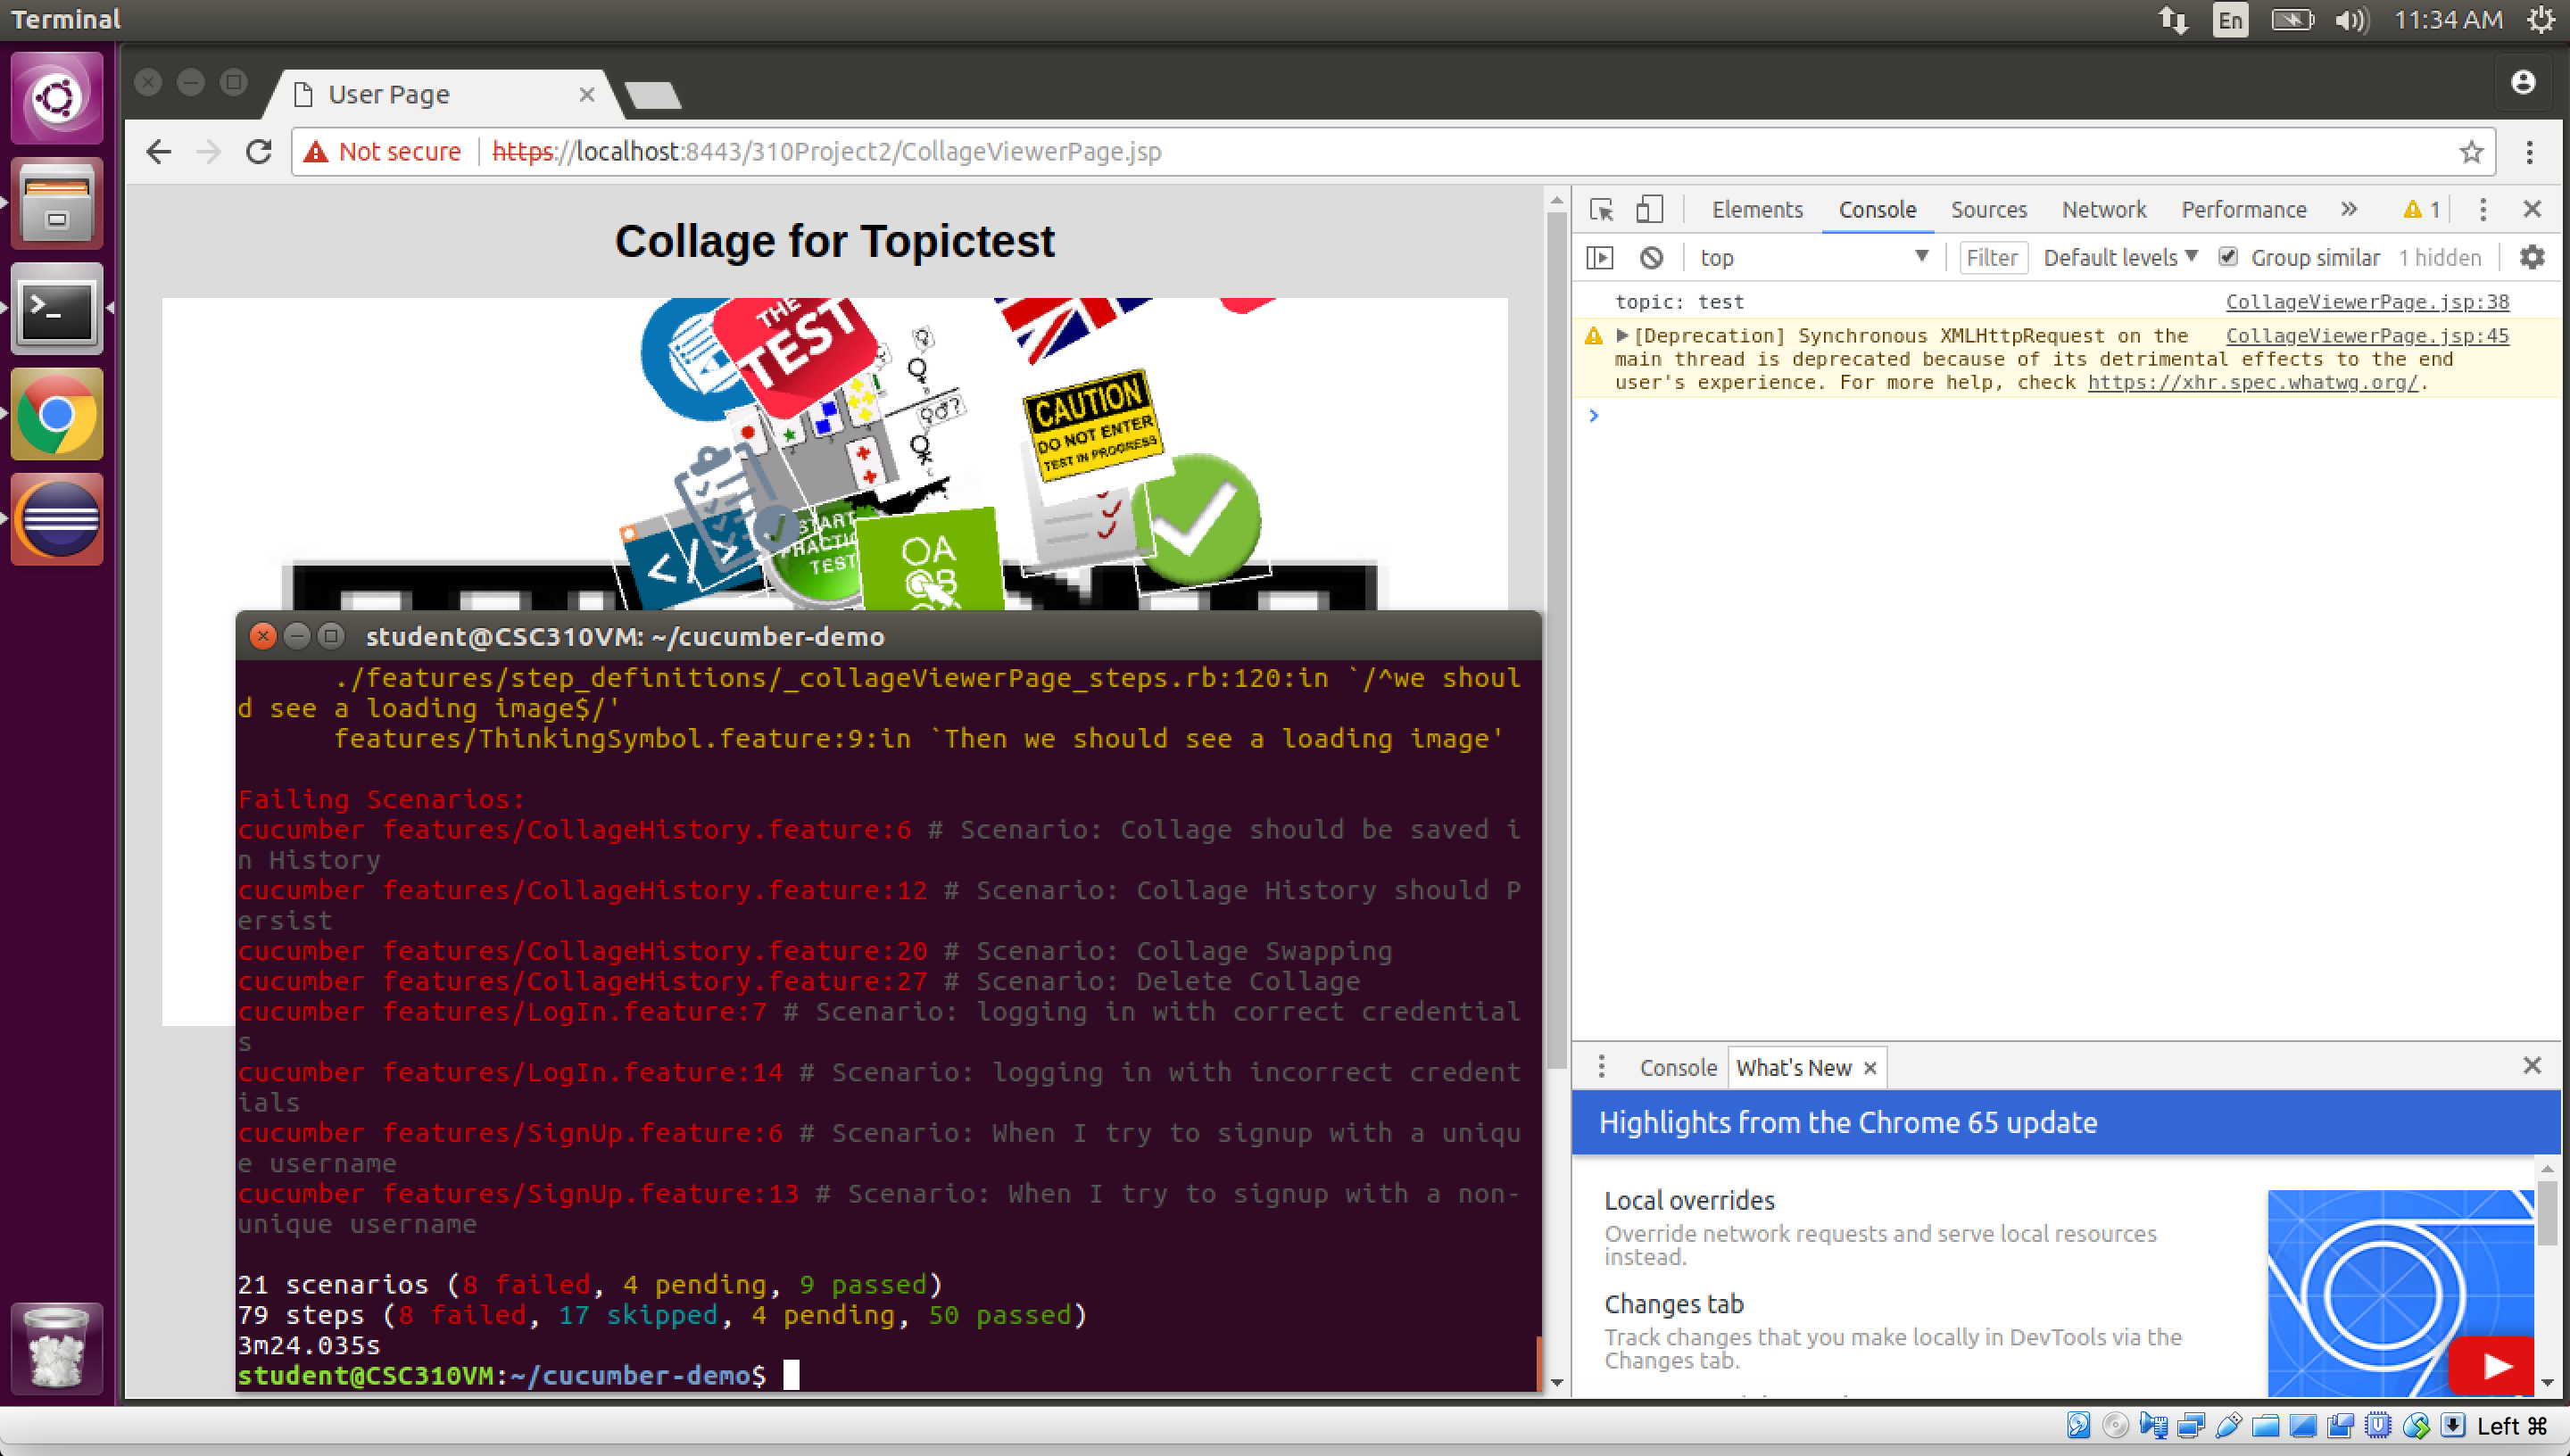 Terminal
En
11:34 AM
User Page
Not secure
https://localhost:8443/310Project2/CollageViewerPage.jsp
Collage for Topictest
THE
TEST
CAUTION
DO NOT ENTER
TEST IN PROGRESS
</>
START
PRACTIC
TEST
OA
B
Elements Console Sources Network Performance » 1
top Filter Default levels Group similar 1 hidden
topic: test CollageViewerPage.jsp:38
[Deprecation] Synchronous XMLHttpRequest on the CollageViewerPage.jsp:45
main thread is deprecated because of its detrimental effects to the end
user's experience. For more help, check https://xhr.spec.whatwg.org/.
student@CSC310VM: ~/cucumber-demo
./features/step_definitions/_collageViewerPage_steps.rb:120:in `/^we shoul
d see a loading image$/'
features/ThinkingSymbol.feature:9:in `Then we should see a loading image'
Failing Scenarios:
cucumber features/CollageHistory.feature:6 # Scenario: Collage should be saved i
n History
cucumber features/CollageHistory.feature:12 # Scenario: Collage History should P
ersist
cucumber features/CollageHistory.feature:20 # Scenario: Collage Swapping
cucumber features/CollageHistory.feature:27 # Scenario: Delete Collage
cucumber features/LogIn.feature:7 # Scenario: logging in with correct credential
s
cucumber features/LogIn.feature:14 # Scenario: logging in with incorrect credent
ials
cucumber features/SignUp.feature:6 # Scenario: When I try to signup with a uniqu
e username
cucumber features/SignUp.feature:13 # Scenario: When I try to signup with a non-
unique username
21 scenarios (8 failed, 4 pending, 9 passed)
79 steps (8 failed, 17 skipped, 4 pending, 50 passed)
3m24.035s
student@CSC310VM:~/cucumber-demo$
Console What's New
Highlights from the Chrome 65 update
Local overrides
Override network requests and serve local resources
instead.
Changes tab
Track changes that you make locally in DevTools via the
Changes tab.
Left ⌘